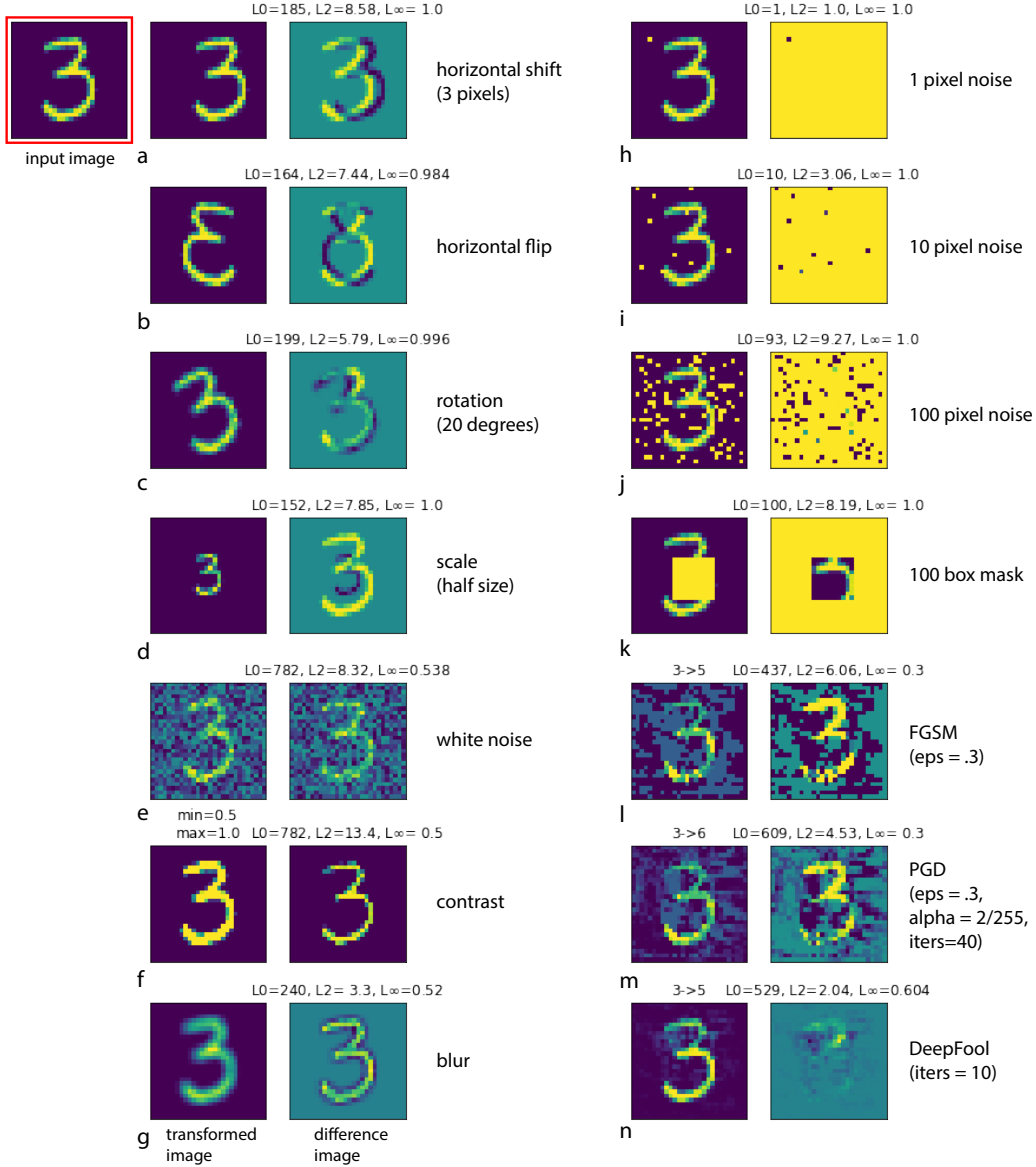 input image
L0=185, L2=8.58, L∞= 1.0
horizontal shift
(3 pixels)
a
L0=164, L2=7.44, L∞=0.984
horizontal flip
b
L0=199, L2=5.79, L∞=0.996
rotation
(20 degrees)
c
L0=152, L2=7.85, L∞= 1.0
scale
(half size)
d
L0=782, L2=8.32, L∞=0.538
white noise
e
min=0.5
max=1.0 L0=782, L2=13.4, L∞= 0.5
contrast
f
L0=240, L2= 3.3, L∞=0.52
blur
g
transformed
image
difference
image
L0=1, L2= 1.0, L∞= 1.0
1 pixel noise
h
L0=10, L2=3.06, L∞= 1.0
10 pixel noise
i
L0=93, L2=9.27, L∞= 1.0
100 pixel noise
j
L0=100, L2=8.19, L∞= 1.0
100 box mask
k
3->5 L0=437, L2=6.06, L∞= 0.3
FGSM
(eps = .3)
l
3->6 L0=609, L2=4.53, L∞= 0.3
PGD
(eps = .3,
alpha = 2/255,
iters=40)
m
3->5 L0=529, L2=2.04, L∞=0.604
DeepFool
(iters = 10)
n